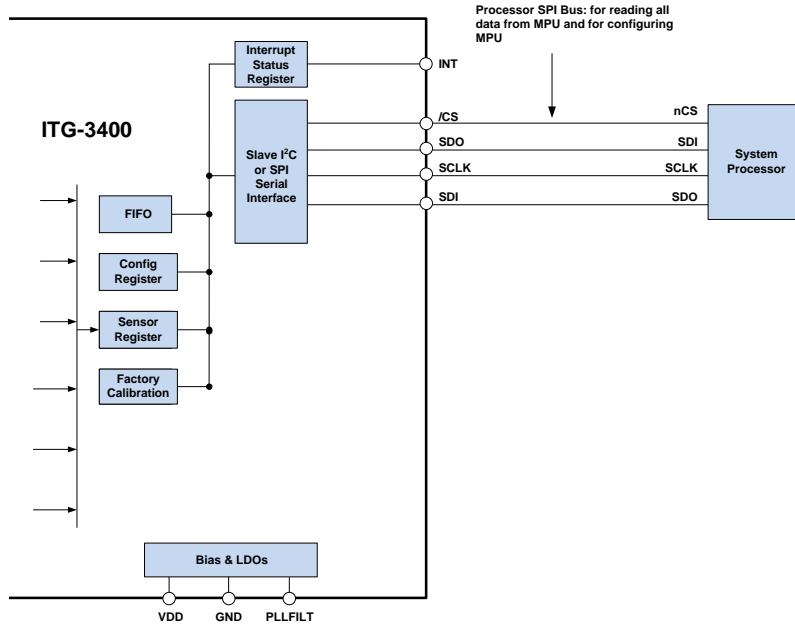 Processor SPI Bus: for reading all
data from MPU and for configuring
MPU
Interrupt
Status
Register
INT
ITG-3400
/CS
nCS
SDO
SDI
SCLK
SCLK
SDI
SDO
Slave I²C
or SPI
Serial
Interface
System
Processor
FIFO
Config
Register
Sensor
Register
Factory
Calibration
Bias & LDOs
VDD
GND
PLLFILT